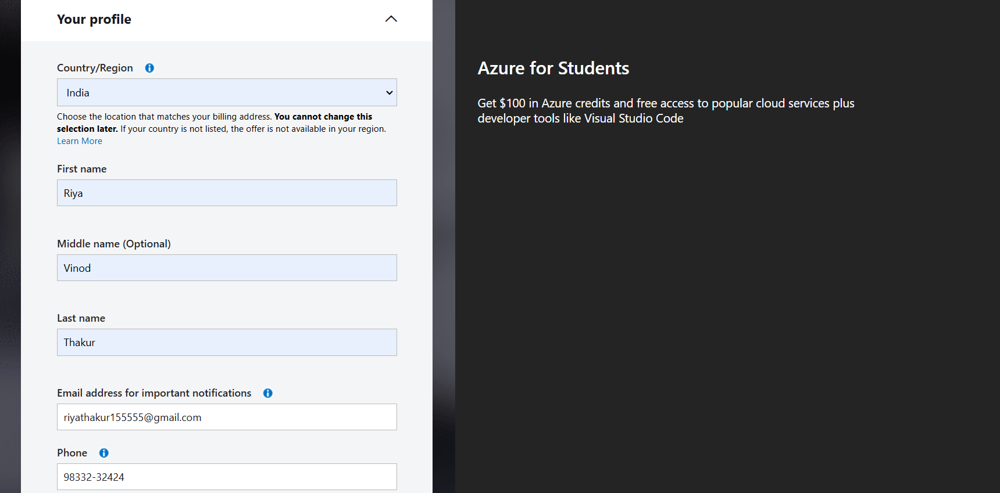 Your profile
Country/Region
India
Choose the location that matches your billing address. You cannot change this
selection later. If your country is not listed, the offer is not available in your region.
Learn More
First name
Riya
Middle name (Optional)
Vinod
Last name
Thakur
Email address for important notifications
riyathakur155555@gmail.com
Phone
98332-32424
Azure for Students
Get $100 in Azure credits and free access to popular cloud services plus
developer tools like Visual Studio Code